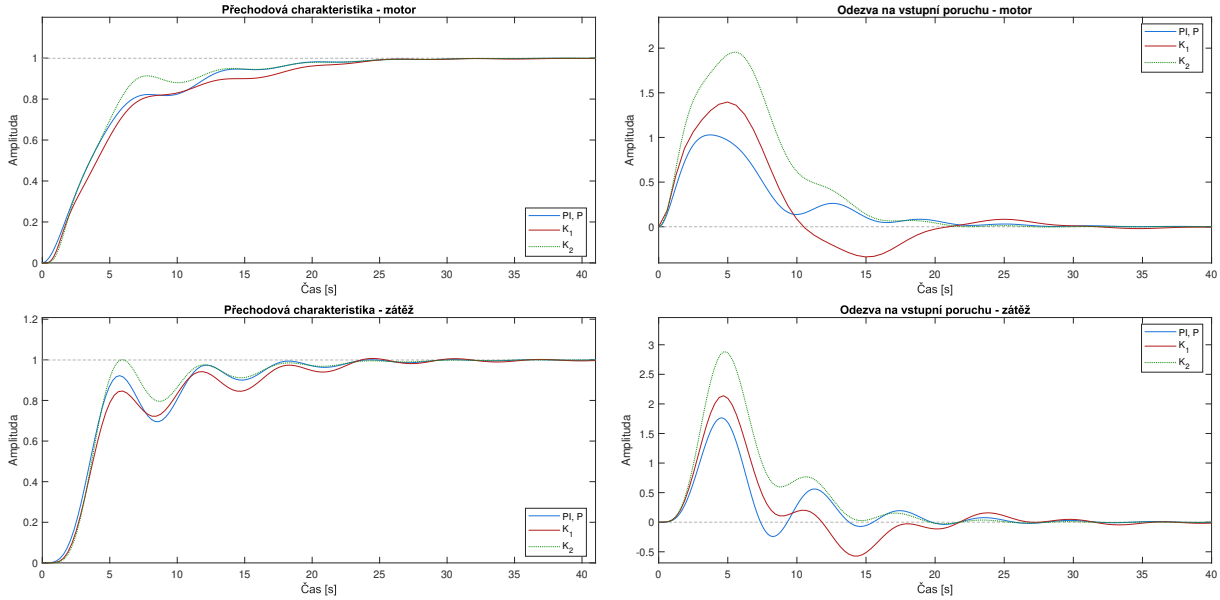 Přechodová charakteristika - motor
1
0.8
0.6
0.4
0.2
0
Amplituda
0 5 10 15 20 25 30 35 40
Čas [s]
PI, P
K1
K2
Odezva na vstupní poruchu - motor
2
1.5
1
0.5
0
Amplituda
0 5 10 15 20 25 30 35 40
Čas [s]
PI, P
K1
K2
Přechodová charakteristika - zátěž
1.2
1
0.8
0.6
0.4
0.2
0
Amplituda
0 5 10 15 20 25 30 35 40
Čas [s]
PI, P
K1
K2
Odezva na vstupní poruchu - zátěž
3
2.5
2
1.5
1
0.5
0
-0.5
Amplituda
0 5 10 15 20 25 30 35 40
Čas [s]
PI, P
K1
K2